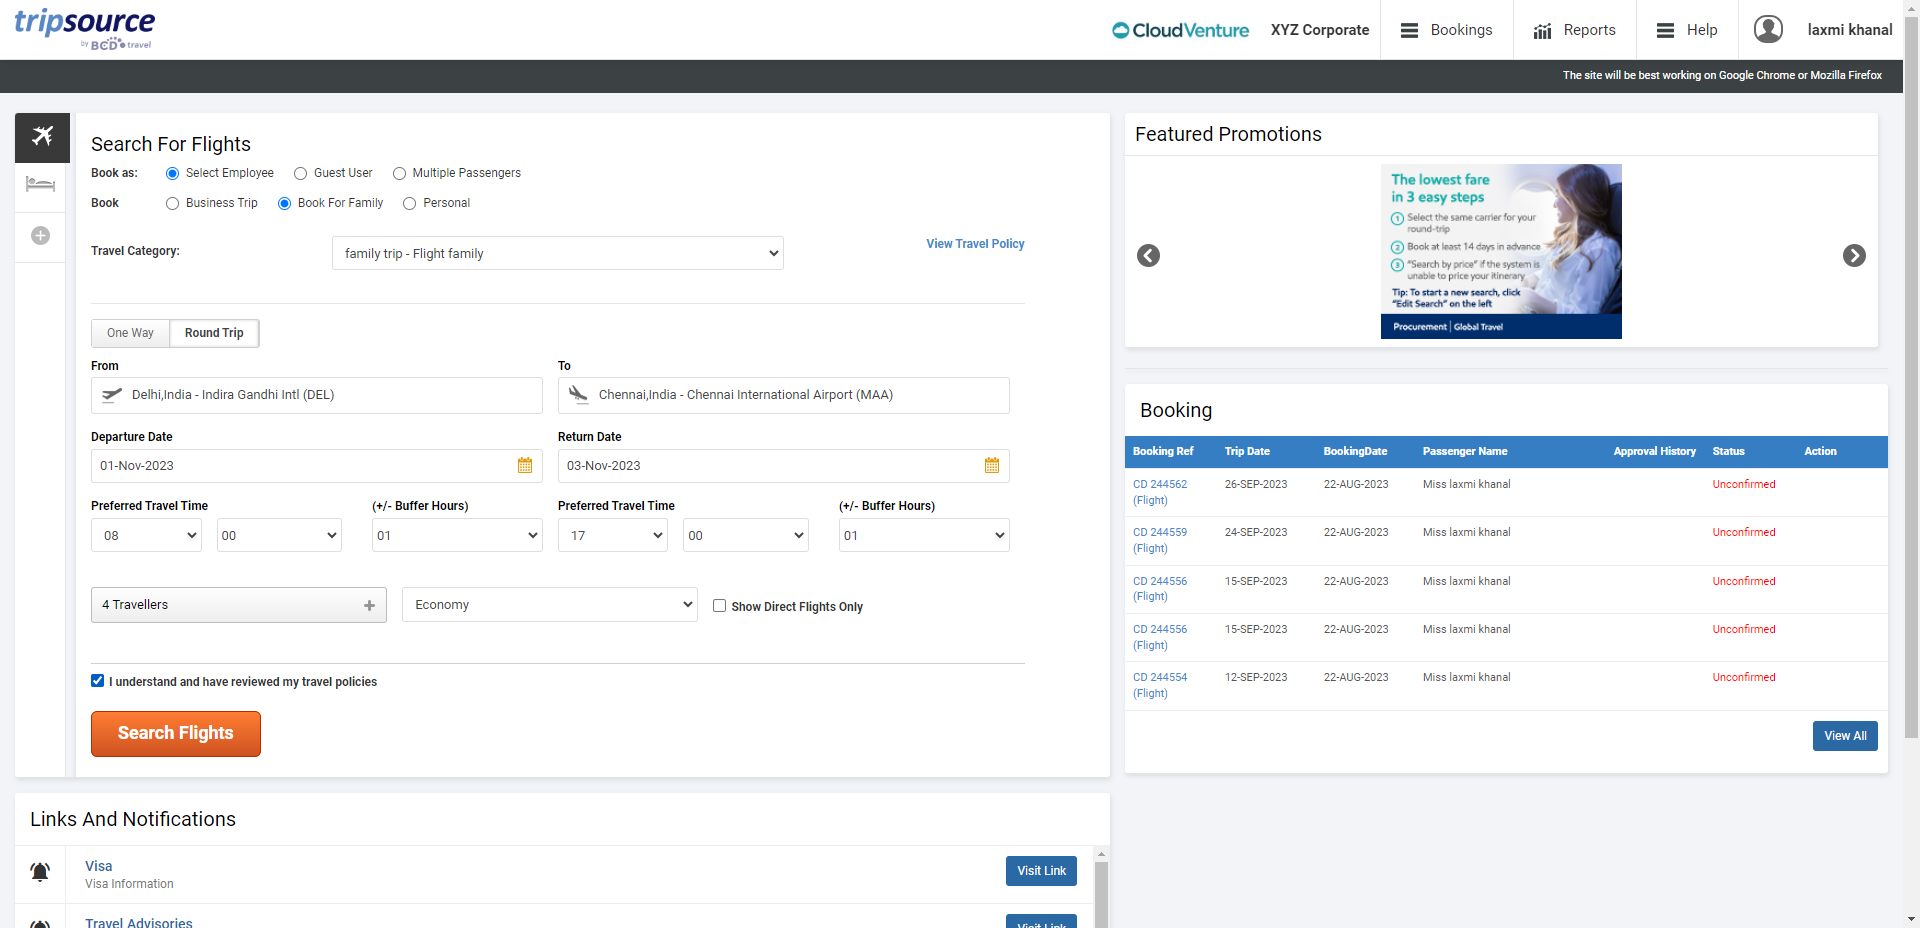 tripsource
by BCD travel
CloudVenture
XYZ Corporate
Bookings
Reports
Help
laxmi khanal
The site will be best working on Google Chrome or Mozilla Firefox
Search For Flights
Book as: Select Employee Guest User Multiple Passengers
Book Business Trip Book For Family Personal
Travel Category: family trip - Flight family View Travel Policy
One Way Round Trip
From To
Delhi,India - Indira Gandhi Intl (DEL) Chennai,India - Chennai International Airport (MAA)
Departure Date Return Date
01-Nov-2023 03-Nov-2023
Preferred Travel Time (+/- Buffer Hours) Preferred Travel Time (+/- Buffer Hours)
08 00 01 17 00 01
4 Travellers Economy Show Direct Flights Only
I understand and have reviewed my travel policies
Search Flights
Featured Promotions
The lowest fare
in 3 easy steps
1 Select the same carrier for your
round-trip
2 Book at least 14 days in advance
3 "Search by price" if the system is
unable to price your itinerary
Tip: To start a new search, click
"Edit Search" on the left
Procurement | Global Travel
Booking
Booking Ref Trip Date BookingDate Passenger Name Approval History Status Action
CD 244562 26-SEP-2023 22-AUG-2023 Miss laxmi khanal Unconfirmed
(Flight)
CD 244559 24-SEP-2023 22-AUG-2023 Miss laxmi khanal Unconfirmed
(Flight)
CD 244556 15-SEP-2023 22-AUG-2023 Miss laxmi khanal Unconfirmed
(Flight)
CD 244556 15-SEP-2023 22-AUG-2023 Miss laxmi khanal Unconfirmed
(Flight)
CD 244554 12-SEP-2023 22-AUG-2023 Miss laxmi khanal Unconfirmed
(Flight)
View All
Links And Notifications
Visa Visit Link
Visa Information
Travel Advisories Visit Link